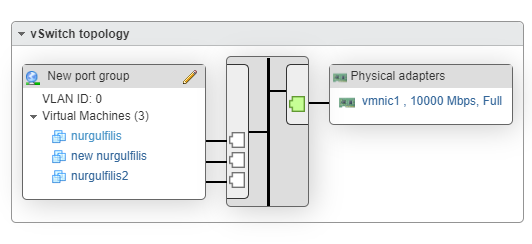 vSwitch topology
New port group
VLAN ID: 0
Virtual Machines (3)
nurgulfilis
new nurgulfilis
nurgulfilis2
Physical adapters
vmnic1 , 10000 Mbps, Full